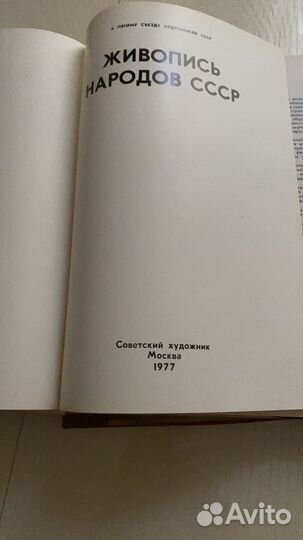 К ПЯТОМУ СЪЕЗДУ ХУДОЖНИКОВ СССР
ЖИВОПИСЬ
НАРОДОВ СССР
Советский художник
Москва
1977
Avito